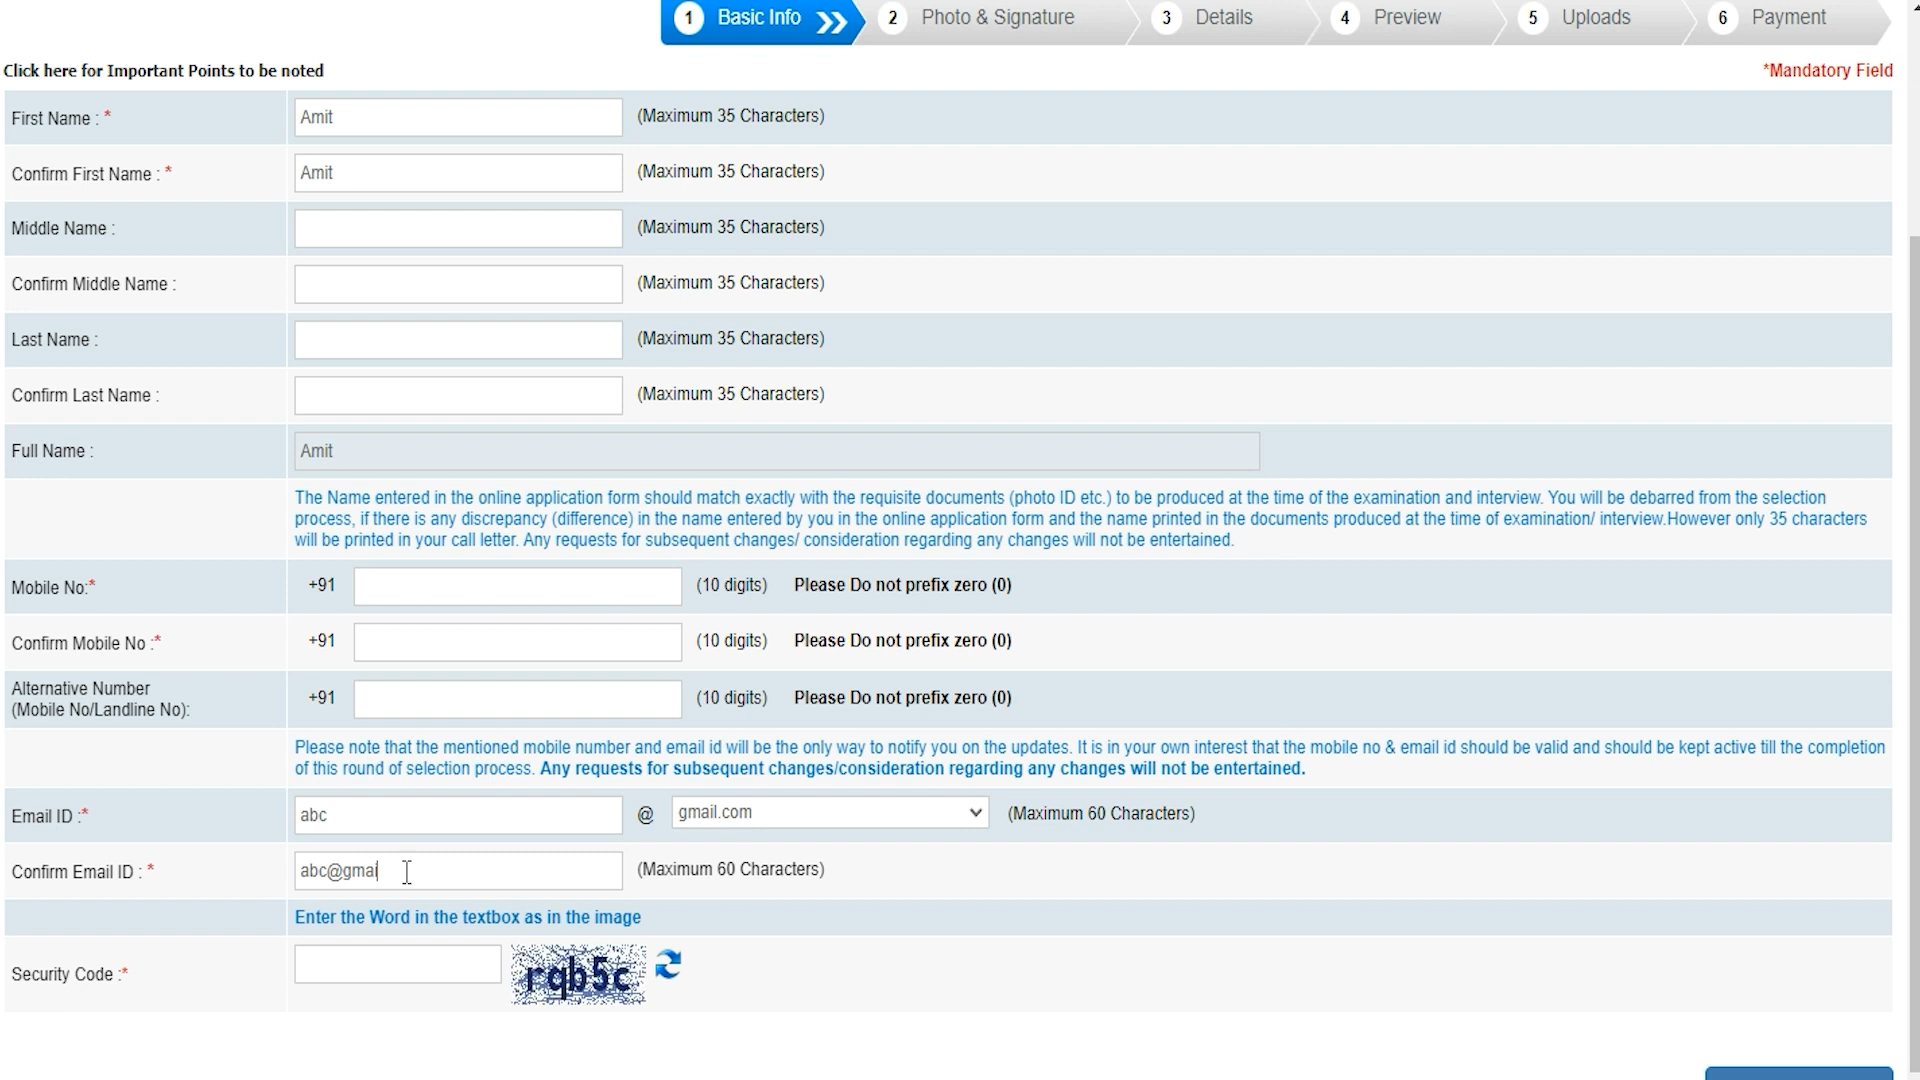 1 Basic Info 2 Photo & Signature 3 Details 4 Preview 5 Uploads 6 Payment
Click here for Important Points to be noted *Mandatory Field
First Name : * Amit (Maximum 35 Characters)
Confirm First Name : * Amit (Maximum 35 Characters)
Middle Name : (Maximum 35 Characters)
Confirm Middle Name : (Maximum 35 Characters)
Last Name : (Maximum 35 Characters)
Confirm Last Name : (Maximum 35 Characters)
Full Name : Amit
The Name entered in the online application form should match exactly with the requisite documents (photo ID etc.) to be produced at the time of the examination and interview. You will be debarred from the selection
process, if there is any discrepancy (difference) in the name entered by you in the online application form and the name printed in the documents produced at the time of examination/ interview.However only 35 characters
will be printed in your call letter. Any requests for subsequent changes/ consideration regarding any changes will not be entertained.
Mobile No:* +91 (10 digits) Please Do not prefix zero (0)
Confirm Mobile No :* +91 (10 digits) Please Do not prefix zero (0)
Alternative Number
(Mobile No/Landline No): +91 (10 digits) Please Do not prefix zero (0)
Please note that the mentioned mobile number and email id will be the only way to notify you on the updates. It is in your own interest that the mobile no & email id should be valid and should be kept active till the completion
of this round of selection process. Any requests for subsequent changes/consideration regarding any changes will not be entertained.
Email ID :* abc @ gmail.com (Maximum 60 Characters)
Confirm Email ID : * abc@gmai (Maximum 60 Characters)
Enter the Word in the textbox as in the image
Security Code :* rqb5c